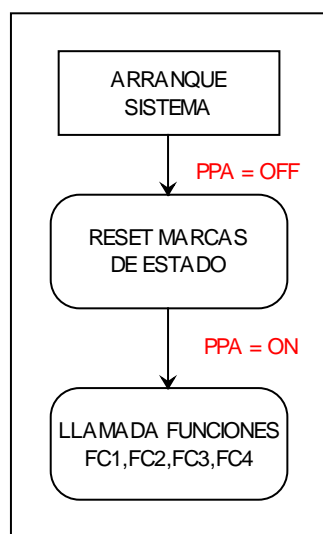 ARRANQUE
SISTEMA
PPA = OFF
RESET MARCAS
DE ESTADO
PPA = ON
LLAMADA FUNCIONES
FC1,FC2,FC3,FC4